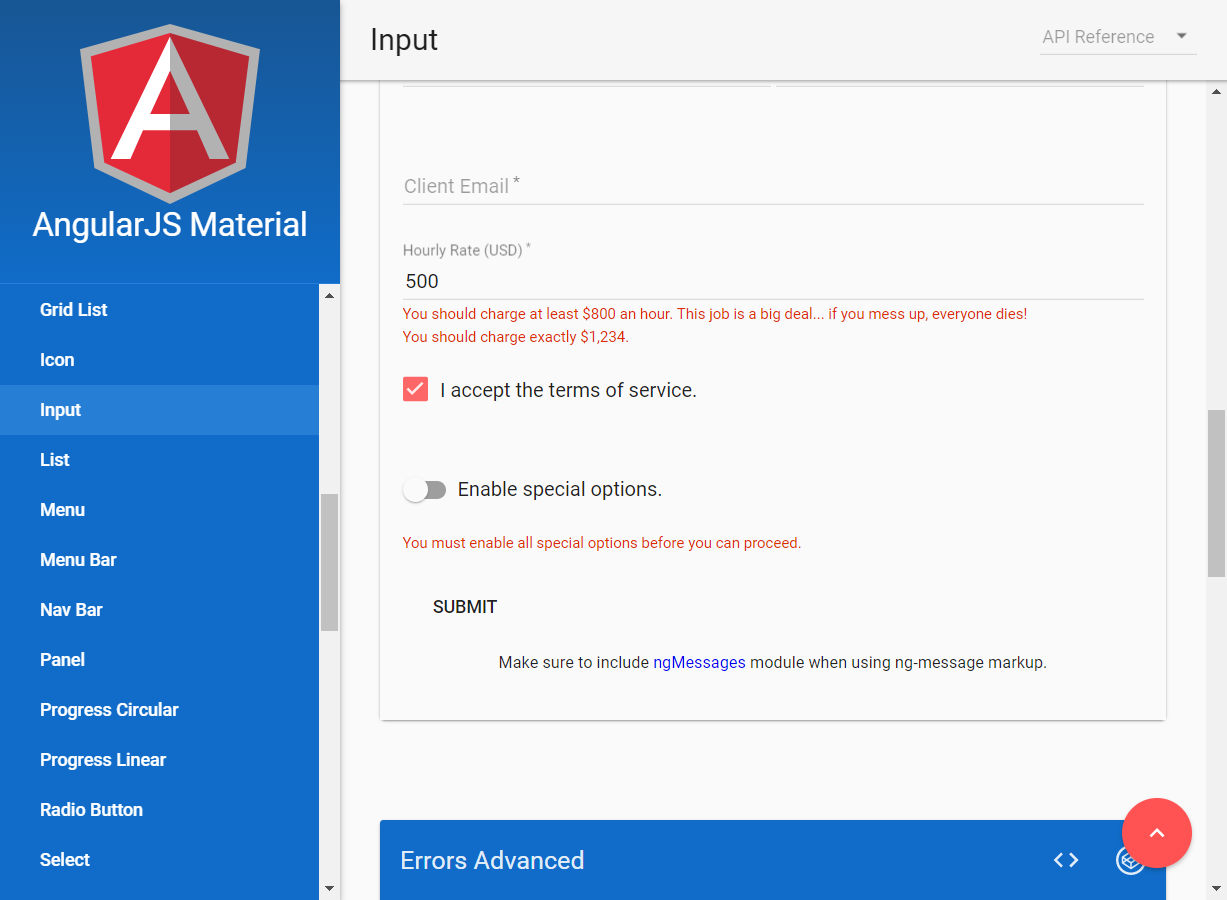 Input
API Reference
AngularJS Material
Grid List
Icon
Input
List
Menu
Menu Bar
Nav Bar
Panel
Progress Circular
Progress Linear
Radio Button
Select
Client Email *
Hourly Rate (USD) *
500
You should charge at least $800 an hour. This job is a big deal... if you mess up, everyone dies!
You should charge exactly $1,234.
I accept the terms of service.
Enable special options.
You must enable all special options before you can proceed.
SUBMIT
Make sure to include ngMessages module when using ng-message markup.
Errors Advanced